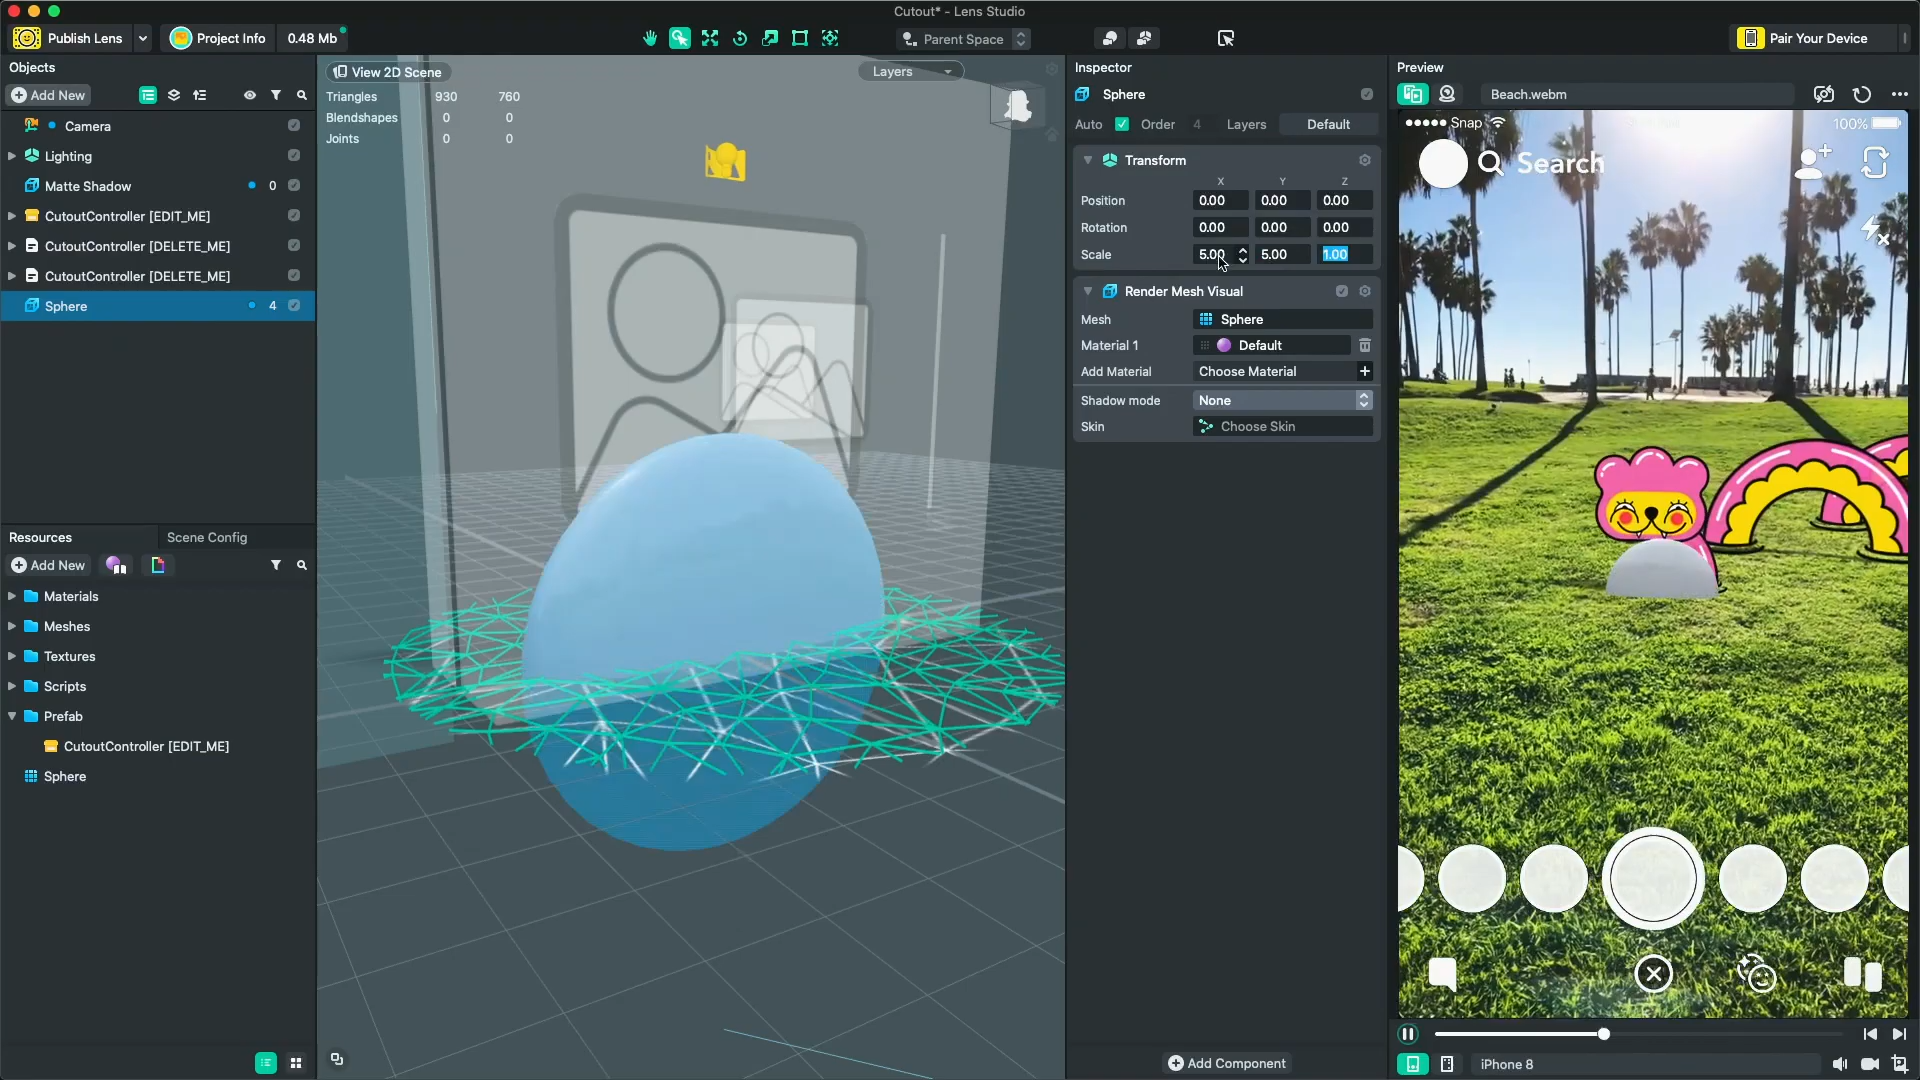 Cutout* - Lens Studio
Publish Lens
Project Info
0.48 Mb
Parent Space
Pair Your Device
Objects
Add New
Camera
Lighting
Matte Shadow 0
CutoutController [EDIT_ME]
CutoutController [DELETE_ME]
CutoutController [DELETE_ME]
Sphere 4
Resources
Scene Config
Add New
Materials
Meshes
Textures
Scripts
Prefab
CutoutController [EDIT_ME]
Sphere
View 2D Scene
Layers
Triangles 930 760
Blendshapes 0 0
Joints 0 0
Inspector
Sphere
Auto Order 4 Layers Default
Transform
X Y Z
Position 0.00 0.00 0.00
Rotation 0.00 0.00 0.00
Scale 5.00 5.00 1.00
Render Mesh Visual
Mesh Sphere
Material 1 Default
Add Material Choose Material +
Shadow mode None
Skin Choose Skin
Add Component
Preview
Beach.webm
Snap 100%
Search
iPhone 8